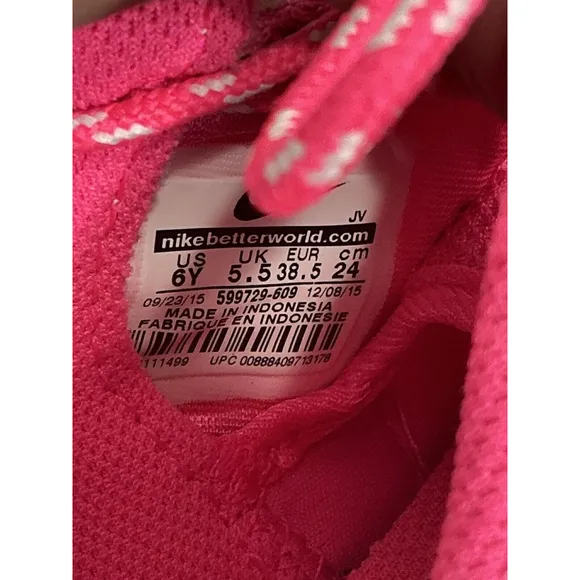 JV
nikebetterworld.com
US UK EUR cm
6Y 5.5 38.5 24
09/23/15 599729-609 12/08/15
MADE IN INDONESIA
FABRIQUE EN INDONESIE
111499 UPC 00888409713178